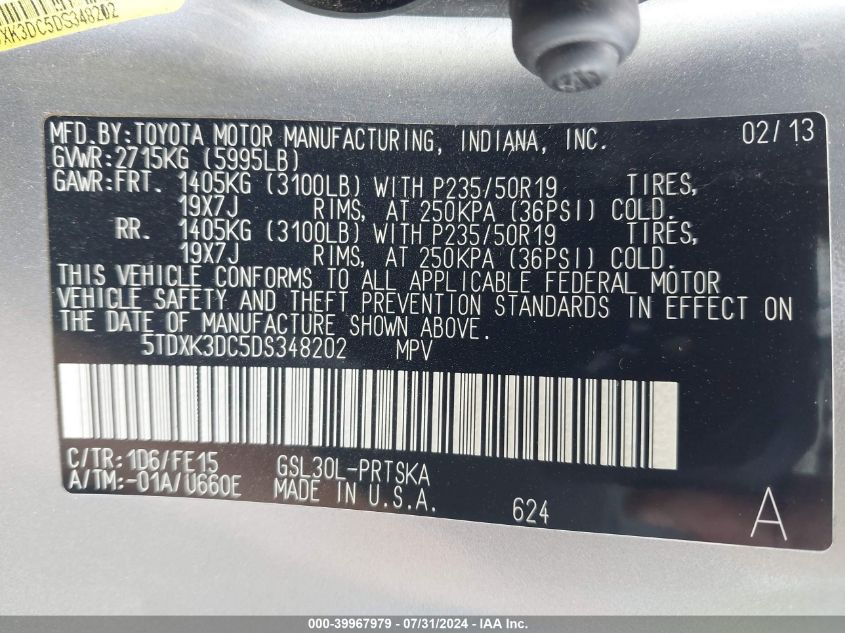 DXK3DC5DS348202
MFD.BY:TOYOTA MOTOR MANUFACTURING, INDIANA, INC. 02/13
GVWR:2715KG (5995LB)
GAWR:FRT. 1405KG (3100LB) WITH P235/50R19 TIRES,
19X7J RIMS, AT 250KPA (36PSI) COLD.
RR. 1405KG (3100LB) WITH P235/50R19 TIRES,
19X7J RIMS, AT 250KPA (36PSI) COLD.
THIS VEHICLE CONFORMS TO ALL APPLICABLE FEDERAL MOTOR
VEHICLE SAFETY AND THEFT PREVENTION STANDARDS IN EFFECT ON
THE DATE OF MANUFACTURE SHOWN ABOVE.
5TDXK3DC5DS348202 MPV
C/TR:1D6/FE15 GSL30L-PRTSKA
A/TM:-01A/U660E MADE IN U.S.A. 624 A
000-39967979 - 07/31/2024 - IAA, Inc.